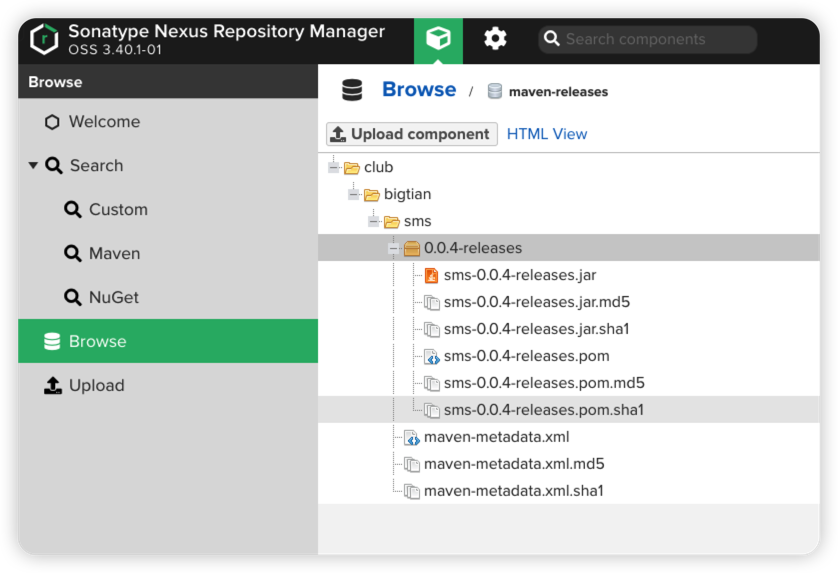 Sonatype Nexus Repository Manager
OSS 3.40.1-01
Search components
Browse
Welcome
Search
Custom
Maven
NuGet
Browse
Upload
Browse / maven-releases
Upload component HTML View
club
bigtian
sms
0.0.4-releases
sms-0.0.4-releases.jar
sms-0.0.4-releases.jar.md5
sms-0.0.4-releases.jar.sha1
sms-0.0.4-releases.pom
sms-0.0.4-releases.pom.md5
sms-0.0.4-releases.pom.sha1
maven-metadata.xml
maven-metadata.xml.md5
maven-metadata.xml.sha1